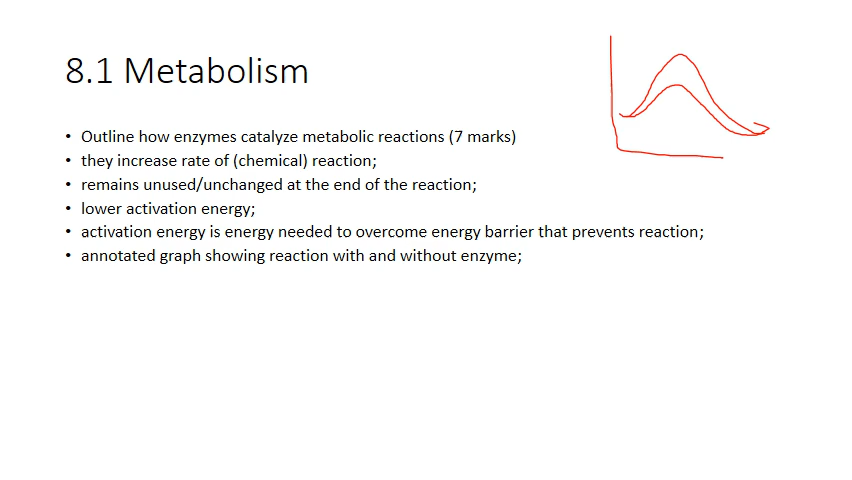 8.1 Metabolism
• Outline how enzymes catalyze metabolic reactions (7 marks)
• they increase rate of (chemical) reaction;
• remains unused/unchanged at the end of the reaction;
• lower activation energy;
• activation energy is energy needed to overcome energy barrier that prevents reaction;
• annotated graph showing reaction with and without enzyme;